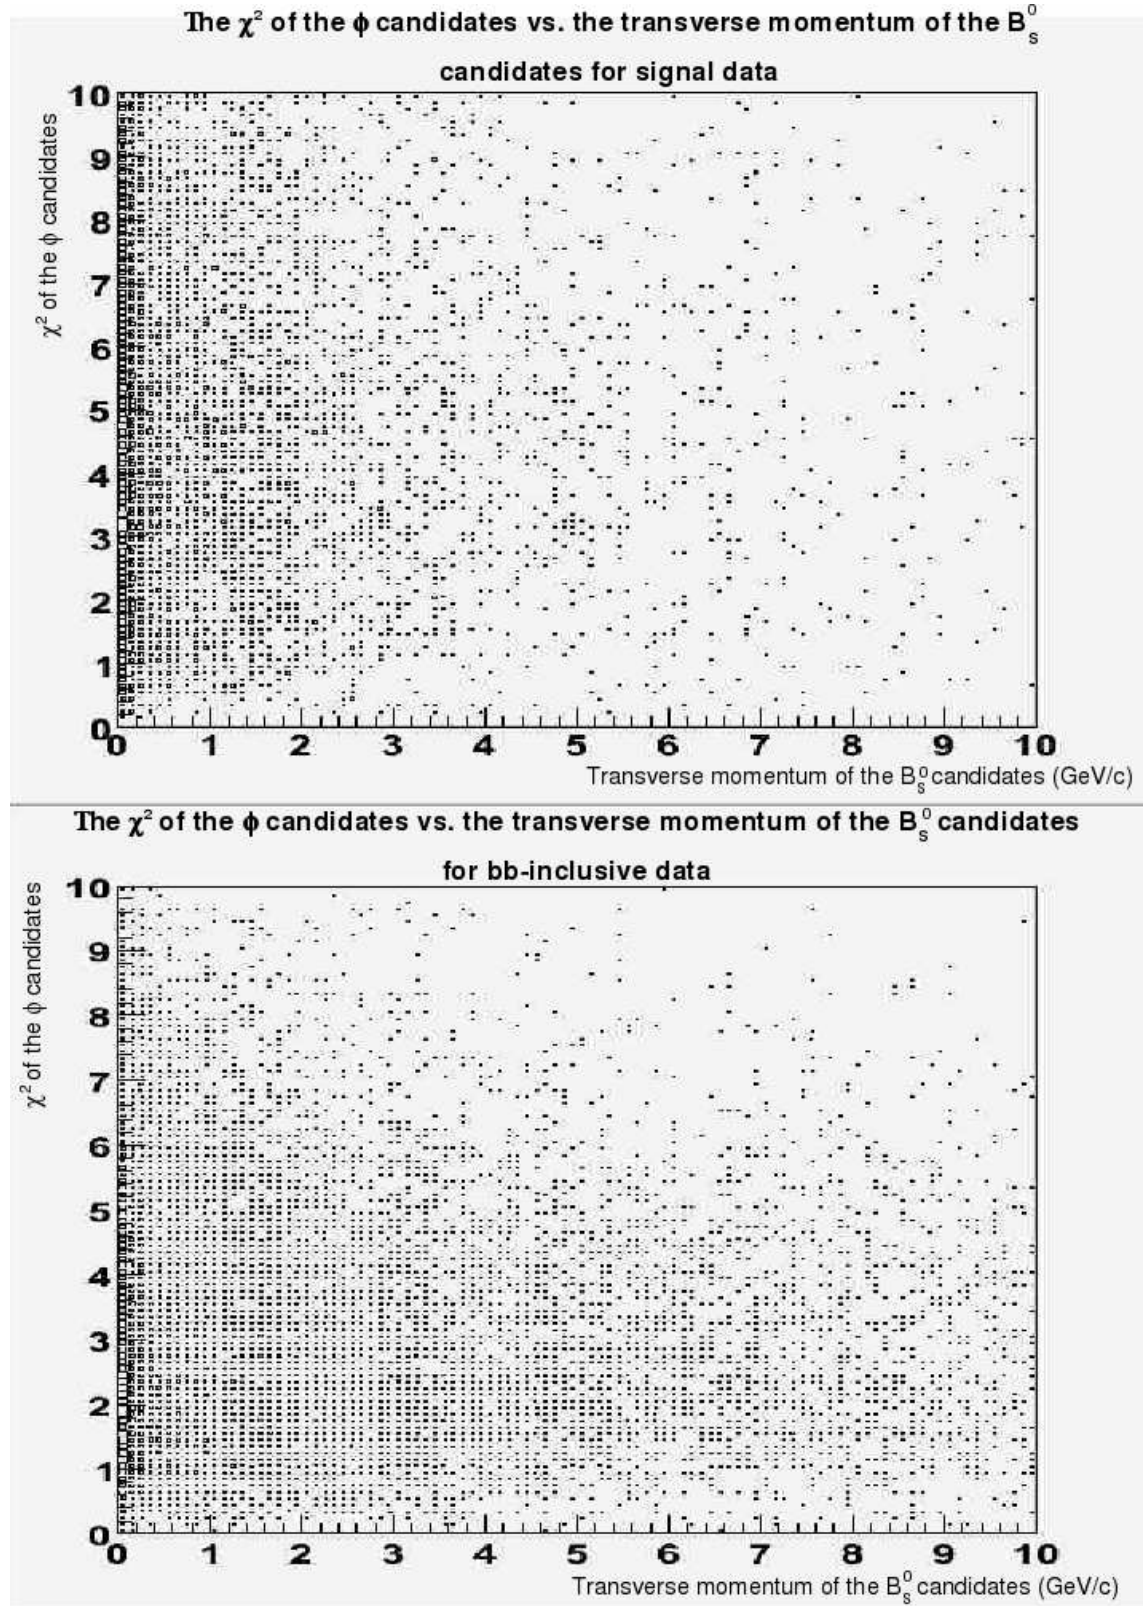 The χ² of the ϕ candidates vs. the transverse momentum of the B⁰ₛ
candidates for signal data
χ² of the ϕ candidates
10
9
8
7
6
5
4
3
2
1
0
0 1 2 3 4 5 6 7 8 9 10
Transverse momentum of the B⁰ₛ candidates (GeV/c)
The χ² of the ϕ candidates vs. the transverse momentum of the B⁰ₛ candidates
for bb-inclusive data
χ² of the ϕ candidates
10
9
8
7
6
5
4
3
2
1
0
0 1 2 3 4 5 6 7 8 9 10
Transverse momentum of the B⁰ₛ candidates (GeV/c)